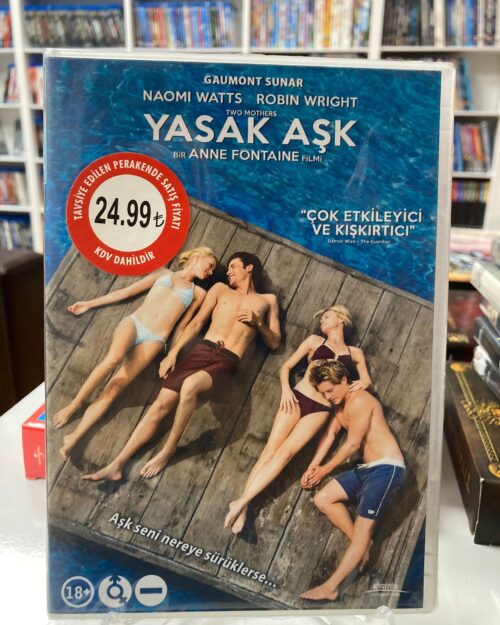 GAUMONT SUNAR
NAOMI WATTS ROBIN WRIGHT
TWO MOTHERS
YASAK AŞK
BİR ANNE FONTAINE FİLMİ
TAVSİYE EDİLEN PERAKENDE SATIŞ FİYATI
24.99₺
KDV DAHİLDİR
"ÇOK ETKİLEYİCİ
VE KIŞKIRTICI"
The Guardian
Aşk seni nereye sürüklerse...
18+